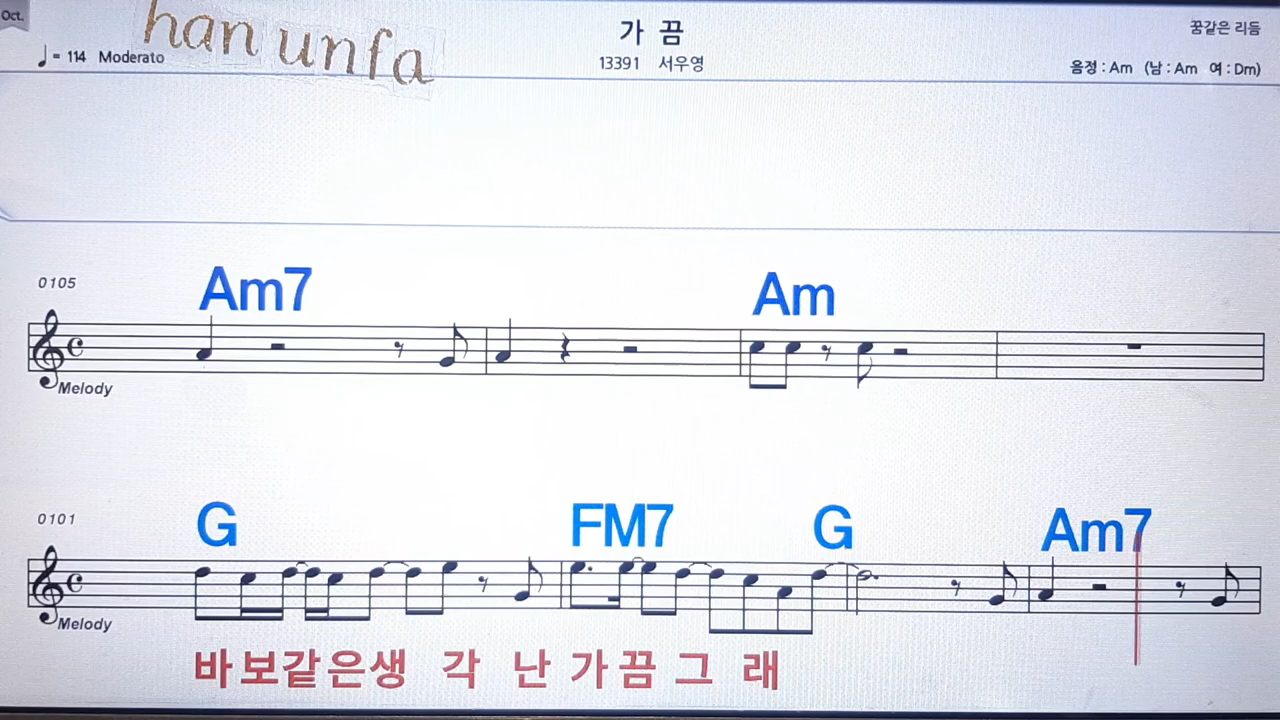 Oct.
han unfa
가 끔
꿈같은 리듬
♩= 114 Moderato
13391 서우영
음정 : Am (남 : Am 여 : Dm)
0105
Am7 Am
Melody
0101
G FM7 G Am7
Melody
바보같은생 각 난 가끔 그 래